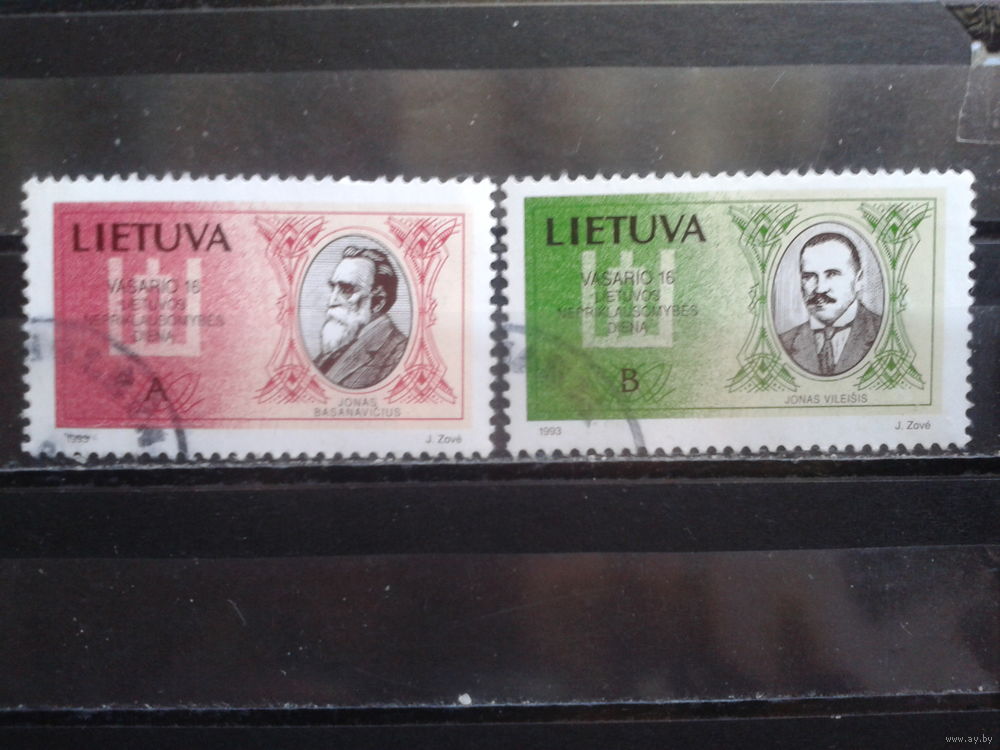 LIETUVA
VASARIO 16
LIETUVOS
NEPRIKLAUSOMYBĖS
DIENA
A
JONAS
BASANAVIČIUS
1993
J. Zovė
LIETUVA
VASARIO 16
LIETUVOS
NEPRIKLAUSOMYBĖS
DIENA
B
JONAS VILEIŠIS
1993
J. Zovė
www.ay.by